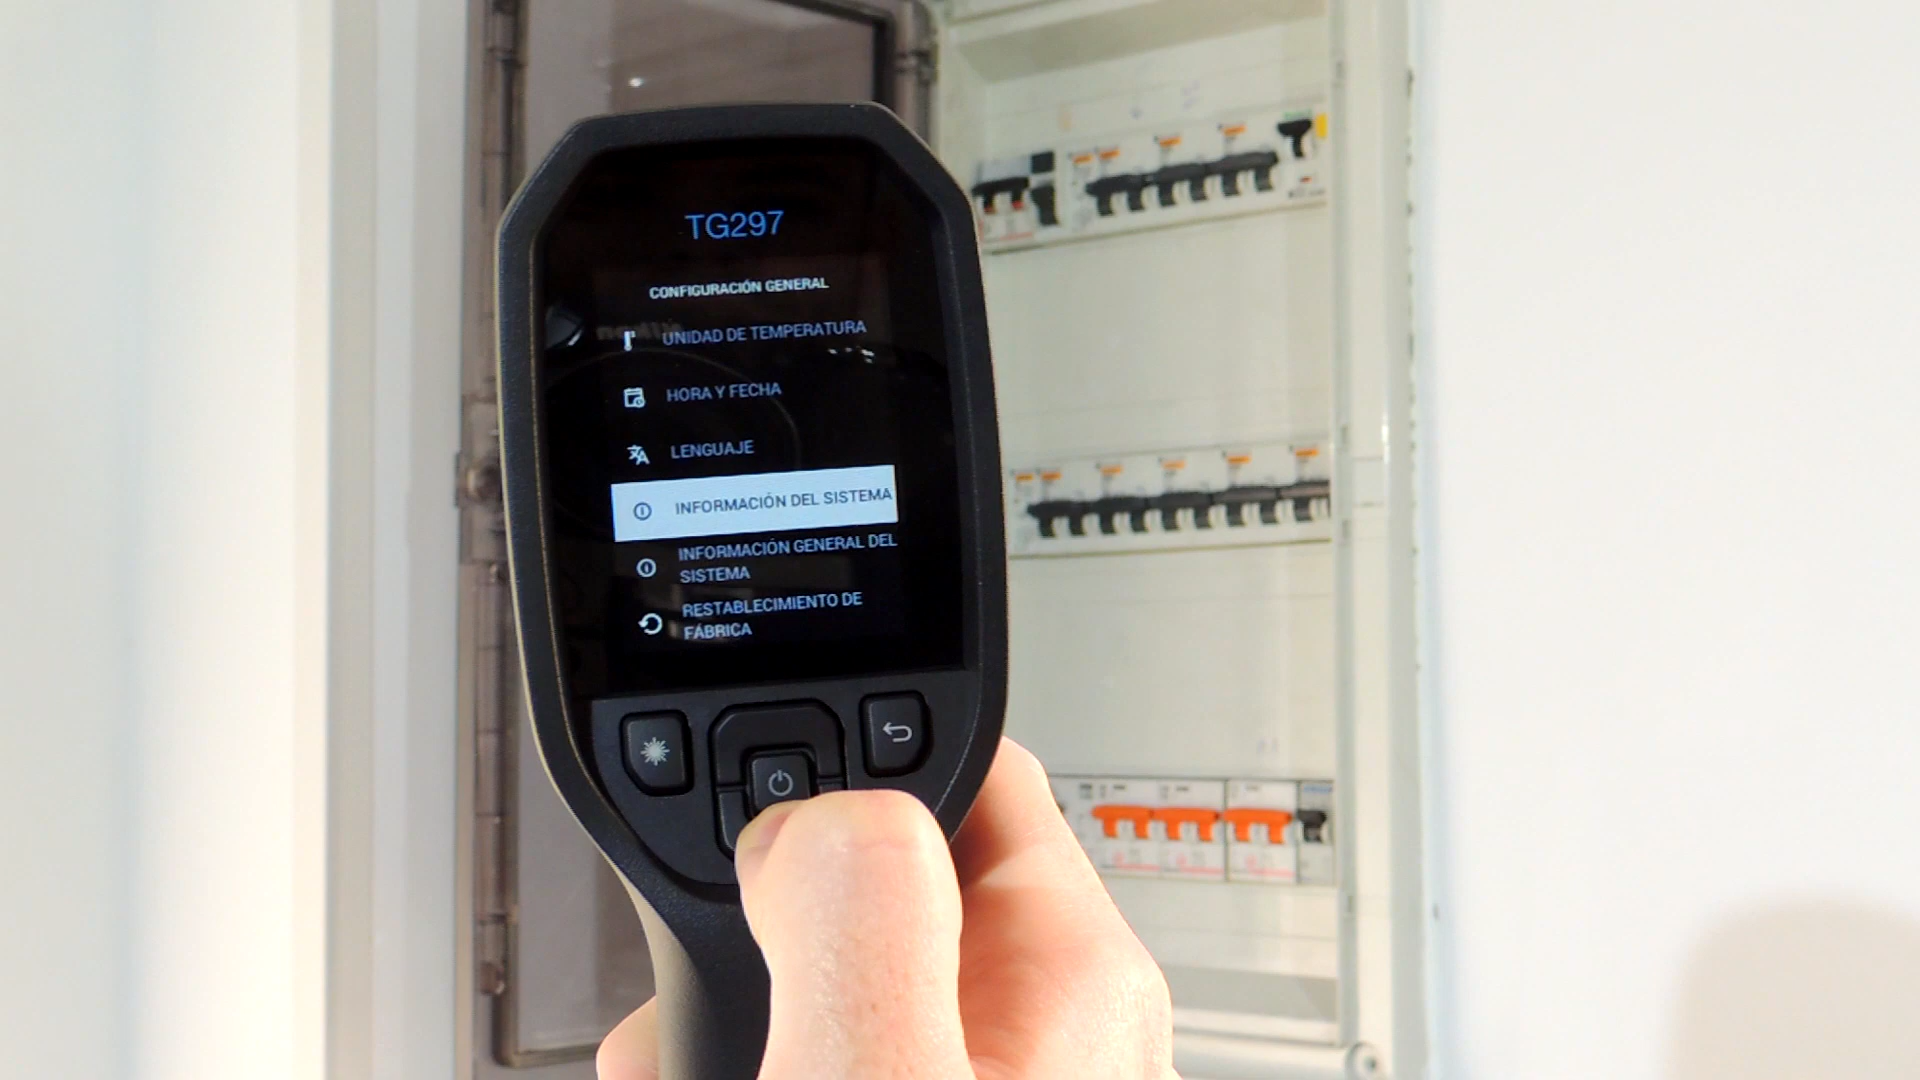 TG297
CONFIGURACIÓN GENERAL
UNIDAD DE TEMPERATURA
HORA Y FECHA
LENGUAJE
INFORMACIÓN DEL SISTEMA
INFORMACIÓN GENERAL DEL
SISTEMA
RESTABLECIMIENTO DE
FÁBRICA